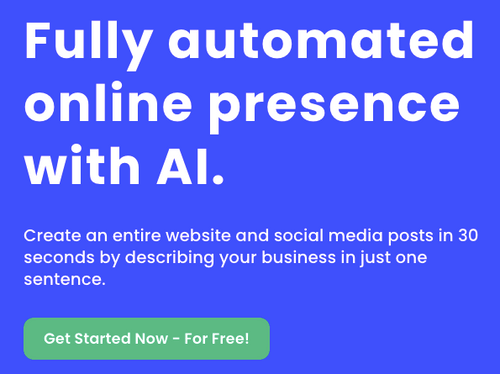 Fully automated
online presence
with AI.
Create an entire website and social media posts in 30
seconds by describing your business in just one
sentence.
Get Started Now - For Free!